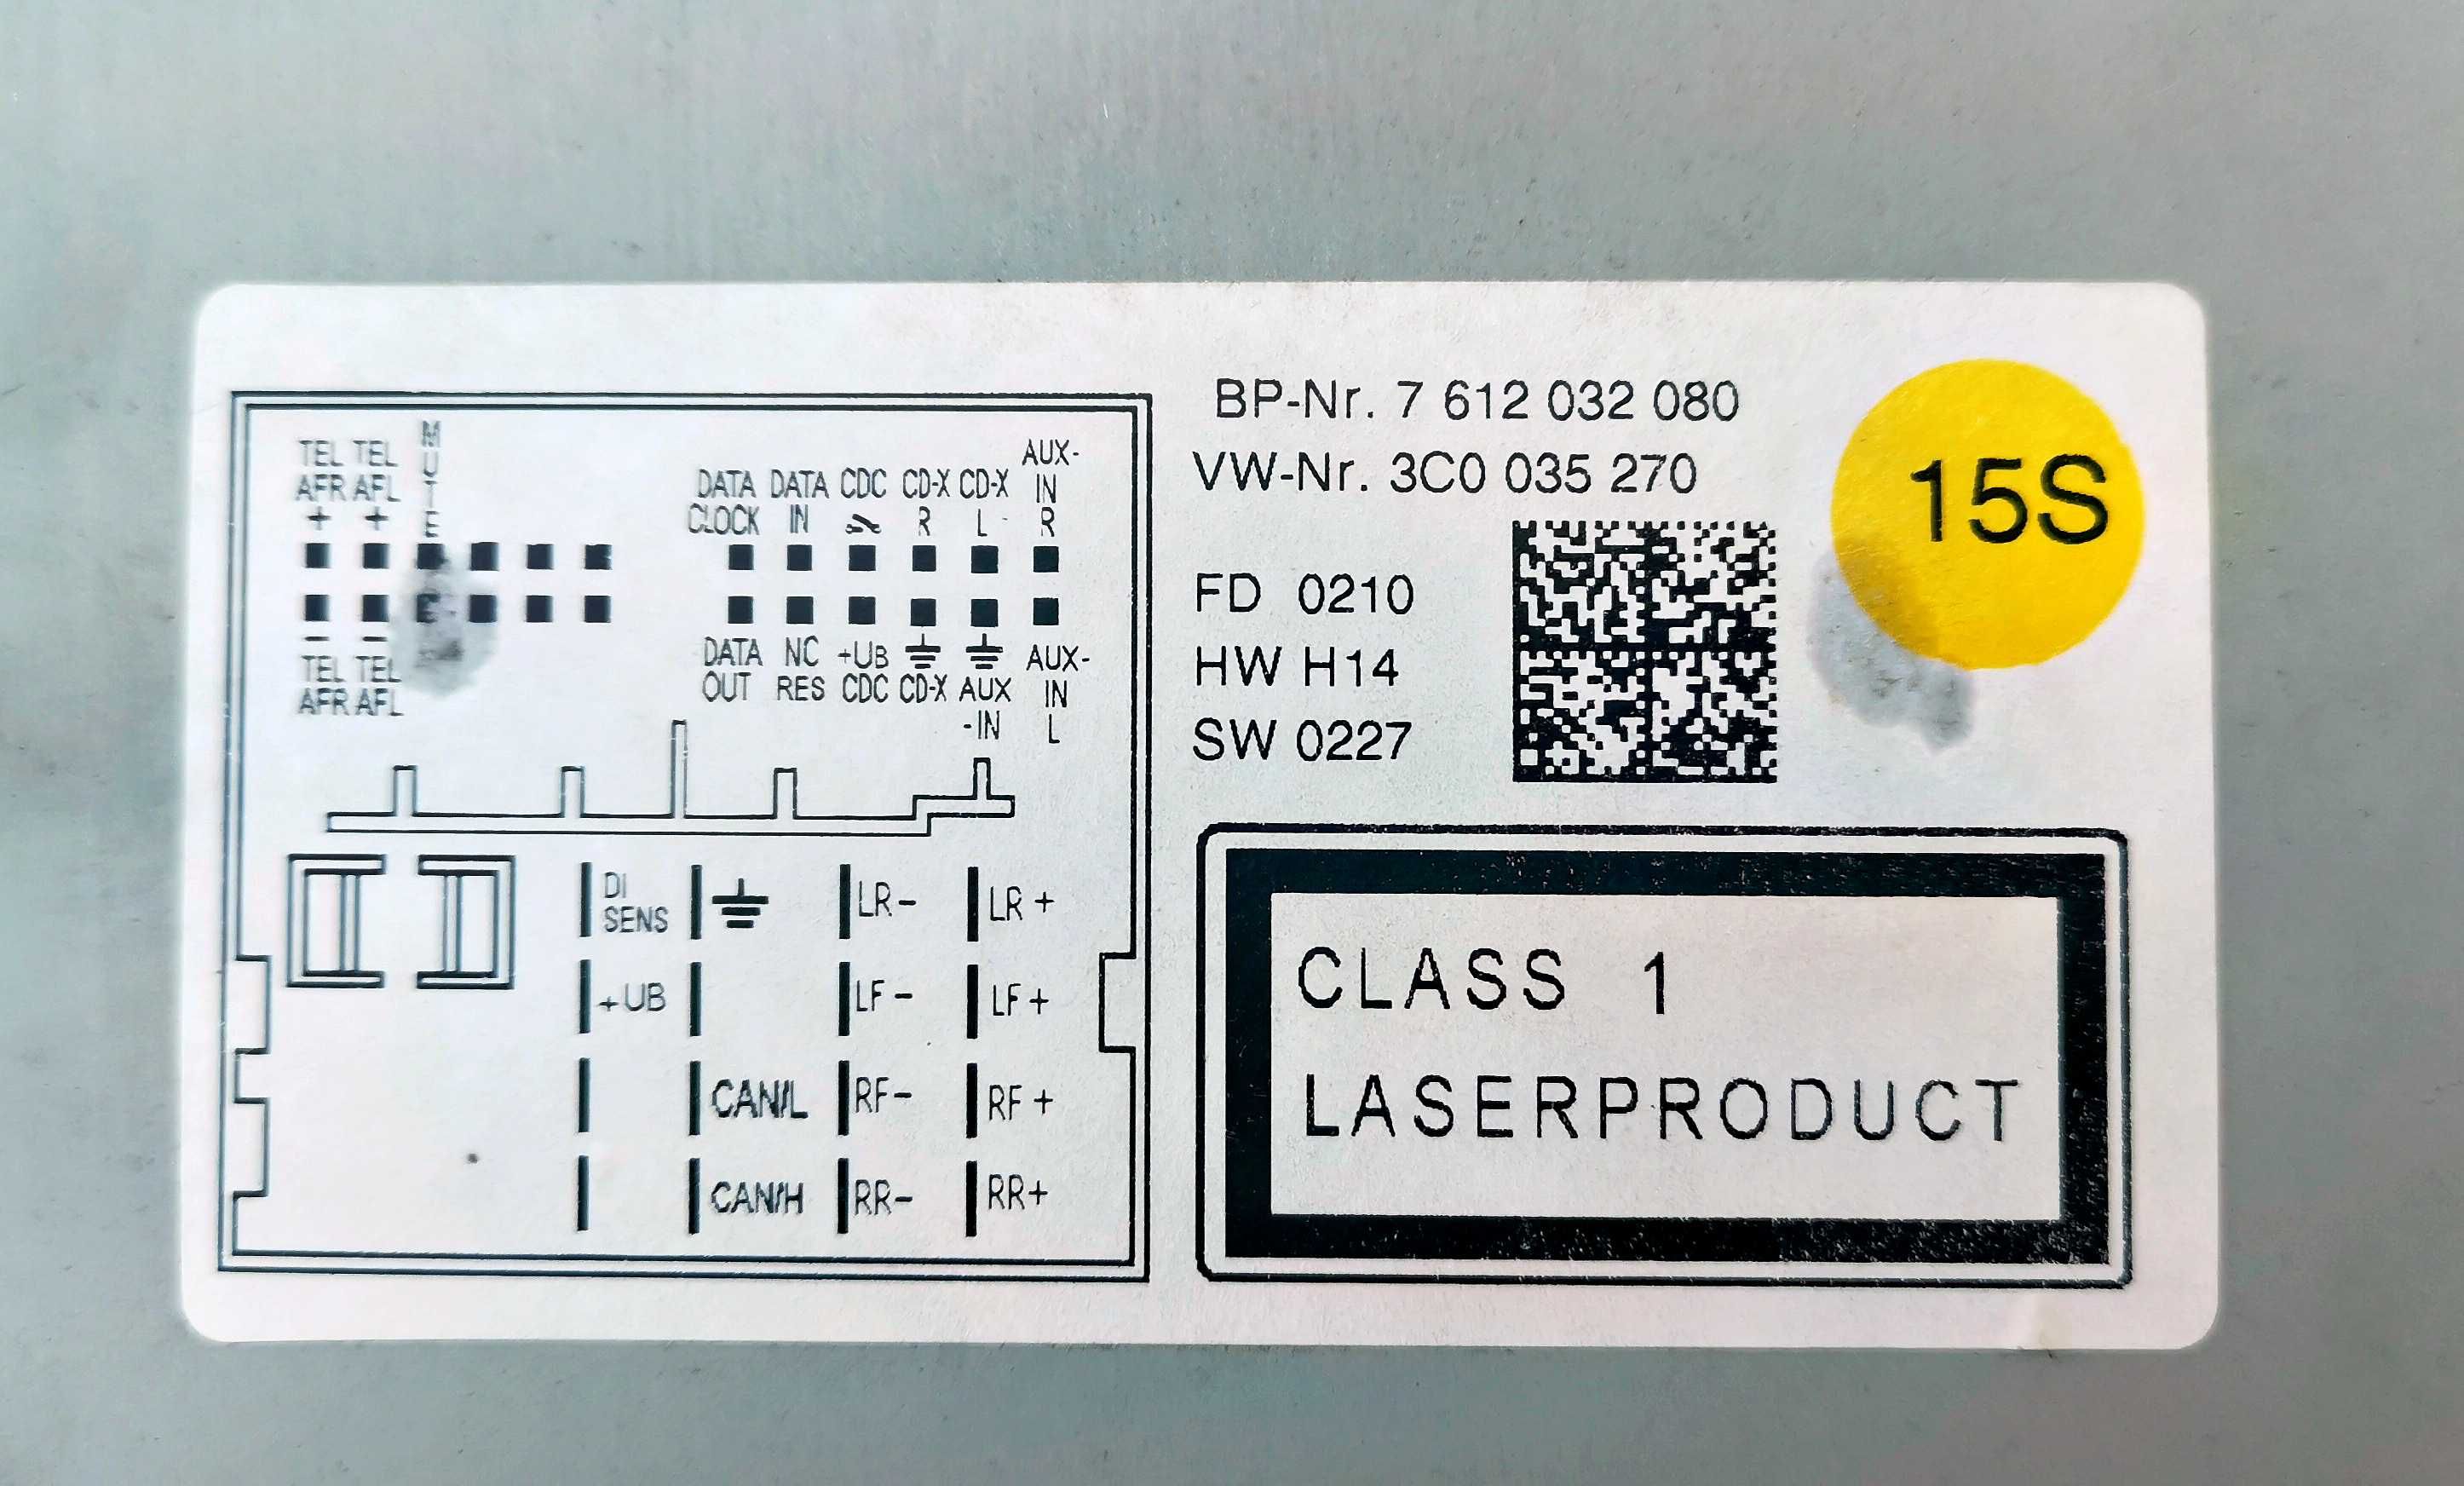 TEL TEL
AFR AFL
+ +
MUTE
DATA DATA CDC CD-X CD-X AUX-
CLOCK IN R L IN
R
− −
TEL TEL
AFR AFL
DATA NC +UB AUX-
OUT RES CDC CD-X AUX IN
-IN L
DI
SENS
LR− LR+
+UB LF− LF+
CAN/L RF− RF+
CAN/H RR− RR+
BP-Nr. 7 612 032 080
VW-Nr. 3C0 035 270
15S
FD 0210
HW H14
SW 0227
CLASS 1
LASERPRODUCT